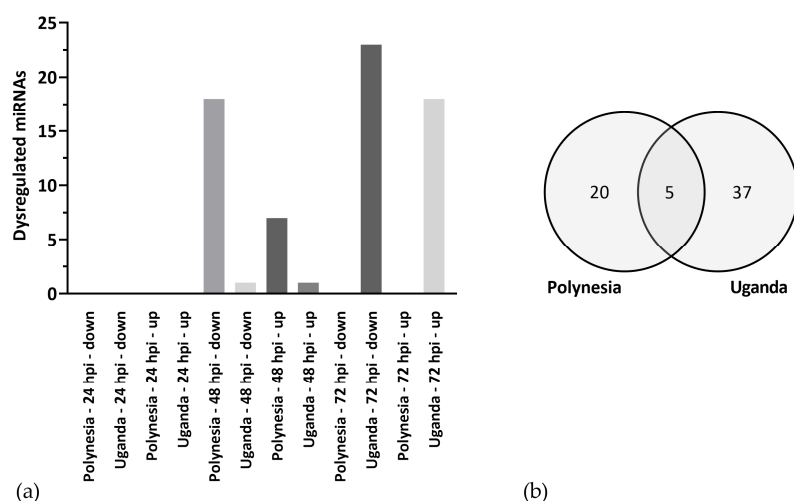 25
20
15
10
5
0
Dysregulated miRNAs
Polynesia - 24 hpi - down
Uganda - 24 hpi - down
Polynesia - 24 hpi - up
Uganda - 24 hpi - up
Polynesia - 48 hpi - down
Uganda - 48 hpi - down
Polynesia - 48 hpi - up
Uganda - 48 hpi - up
Polynesia - 72 hpi - down
Uganda - 72 hpi - down
Polynesia - 72 hpi - up
Uganda - 72 hpi - up
(a)
20 5 37
Polynesia Uganda
(b)